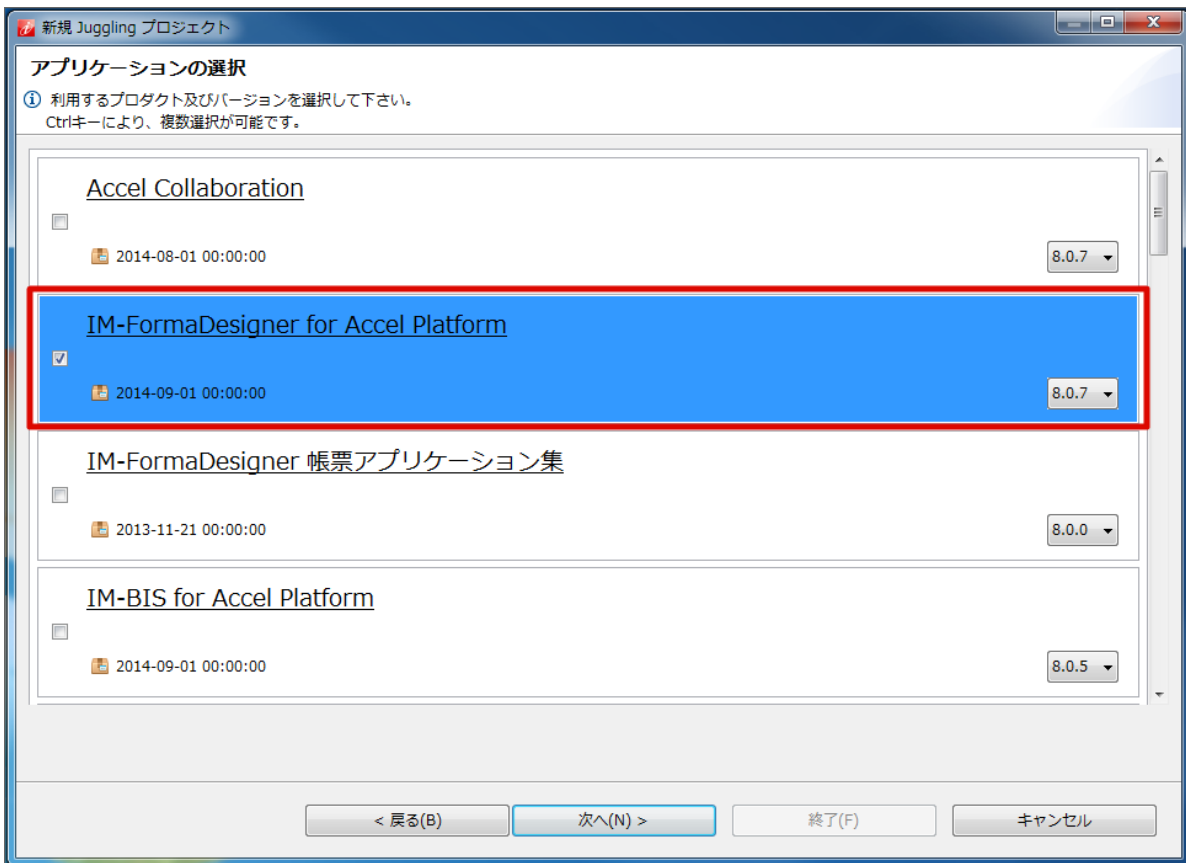 新規 Juggling プロジェクト
アプリケーションの選択
利用するプロダクト及びバージョンを選択して下さい。
Ctrlキーにより、複数選択が可能です。
Accel Collaboration
2014-08-01 00:00:00
8.0.7
IM-FormaDesigner for Accel Platform
2014-09-01 00:00:00
8.0.7
IM-FormaDesigner 帳票アプリケーション集
2013-11-21 00:00:00
8.0.0
IM-BIS for Accel Platform
2014-09-01 00:00:00
8.0.5
< 戻る(B)
次へ(N) >
終了(F)
キャンセル